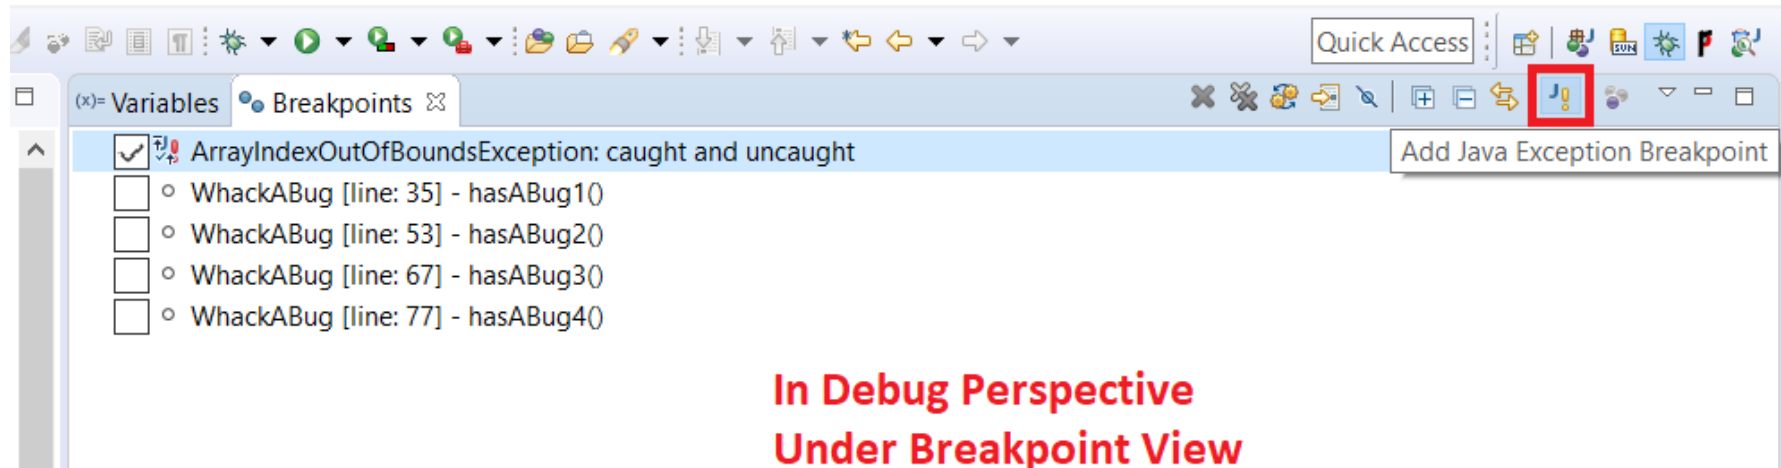 Quick Access
SVN
(x)= Variables Breakpoints
ArrayIndexOutOfBoundsException: caught and uncaught
Add Java Exception Breakpoint
WhackABug [line: 35] - hasABug1()
WhackABug [line: 53] - hasABug2()
WhackABug [line: 67] - hasABug3()
WhackABug [line: 77] - hasABug4()
In Debug Perspective
Under Breakpoint View